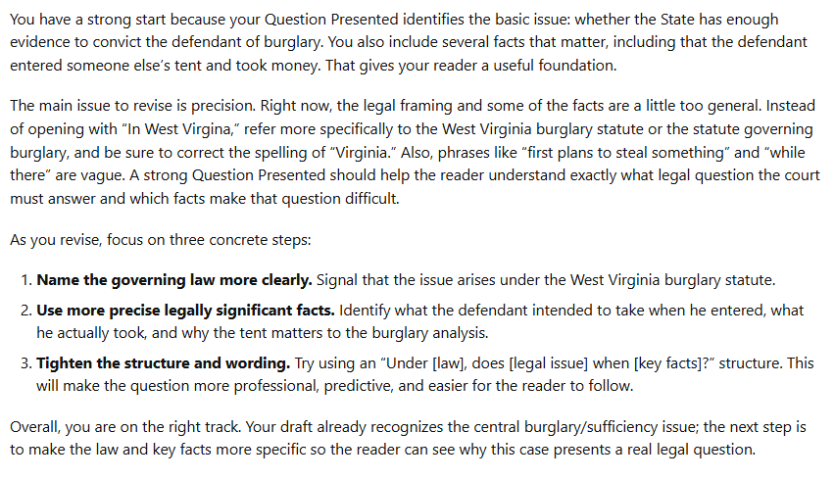 You have a strong start because your Question Presented identifies the basic issue: whether the State has enough
evidence to convict the defendant of burglary. You also include several facts that matter, including that the defendant
entered someone else's tent and took money. That gives your reader a useful foundation.
The main issue to revise is precision. Right now, the legal framing and some of the facts are a little too general. Instead
of opening with "In West Virgina," refer more specifically to the West Virginia burglary statute or the statute governing
burglary, and be sure to correct the spelling of "Virginia." Also, phrases like "first plans to steal something" and "while
there" are vague. A strong Question Presented should help the reader understand exactly what legal question the court
must answer and which facts make that question difficult.
As you revise, focus on three concrete steps:
1. Name the governing law more clearly. Signal that the issue arises under the West Virginia burglary statute.
2. Use more precise legally significant facts. Identify what the defendant intended to take when he entered, what
he actually took, and why the tent matters to the burglary analysis.
3. Tighten the structure and wording. Try using an "Under [law], does [legal issue] when [key facts]?" structure. This
will make the question more professional, predictive, and easier for the reader to follow.
Overall, you are on the right track. Your draft already recognizes the central burglary/sufficiency issue; the next step is
to make the law and key facts more specific so the reader can see why this case presents a real legal question.